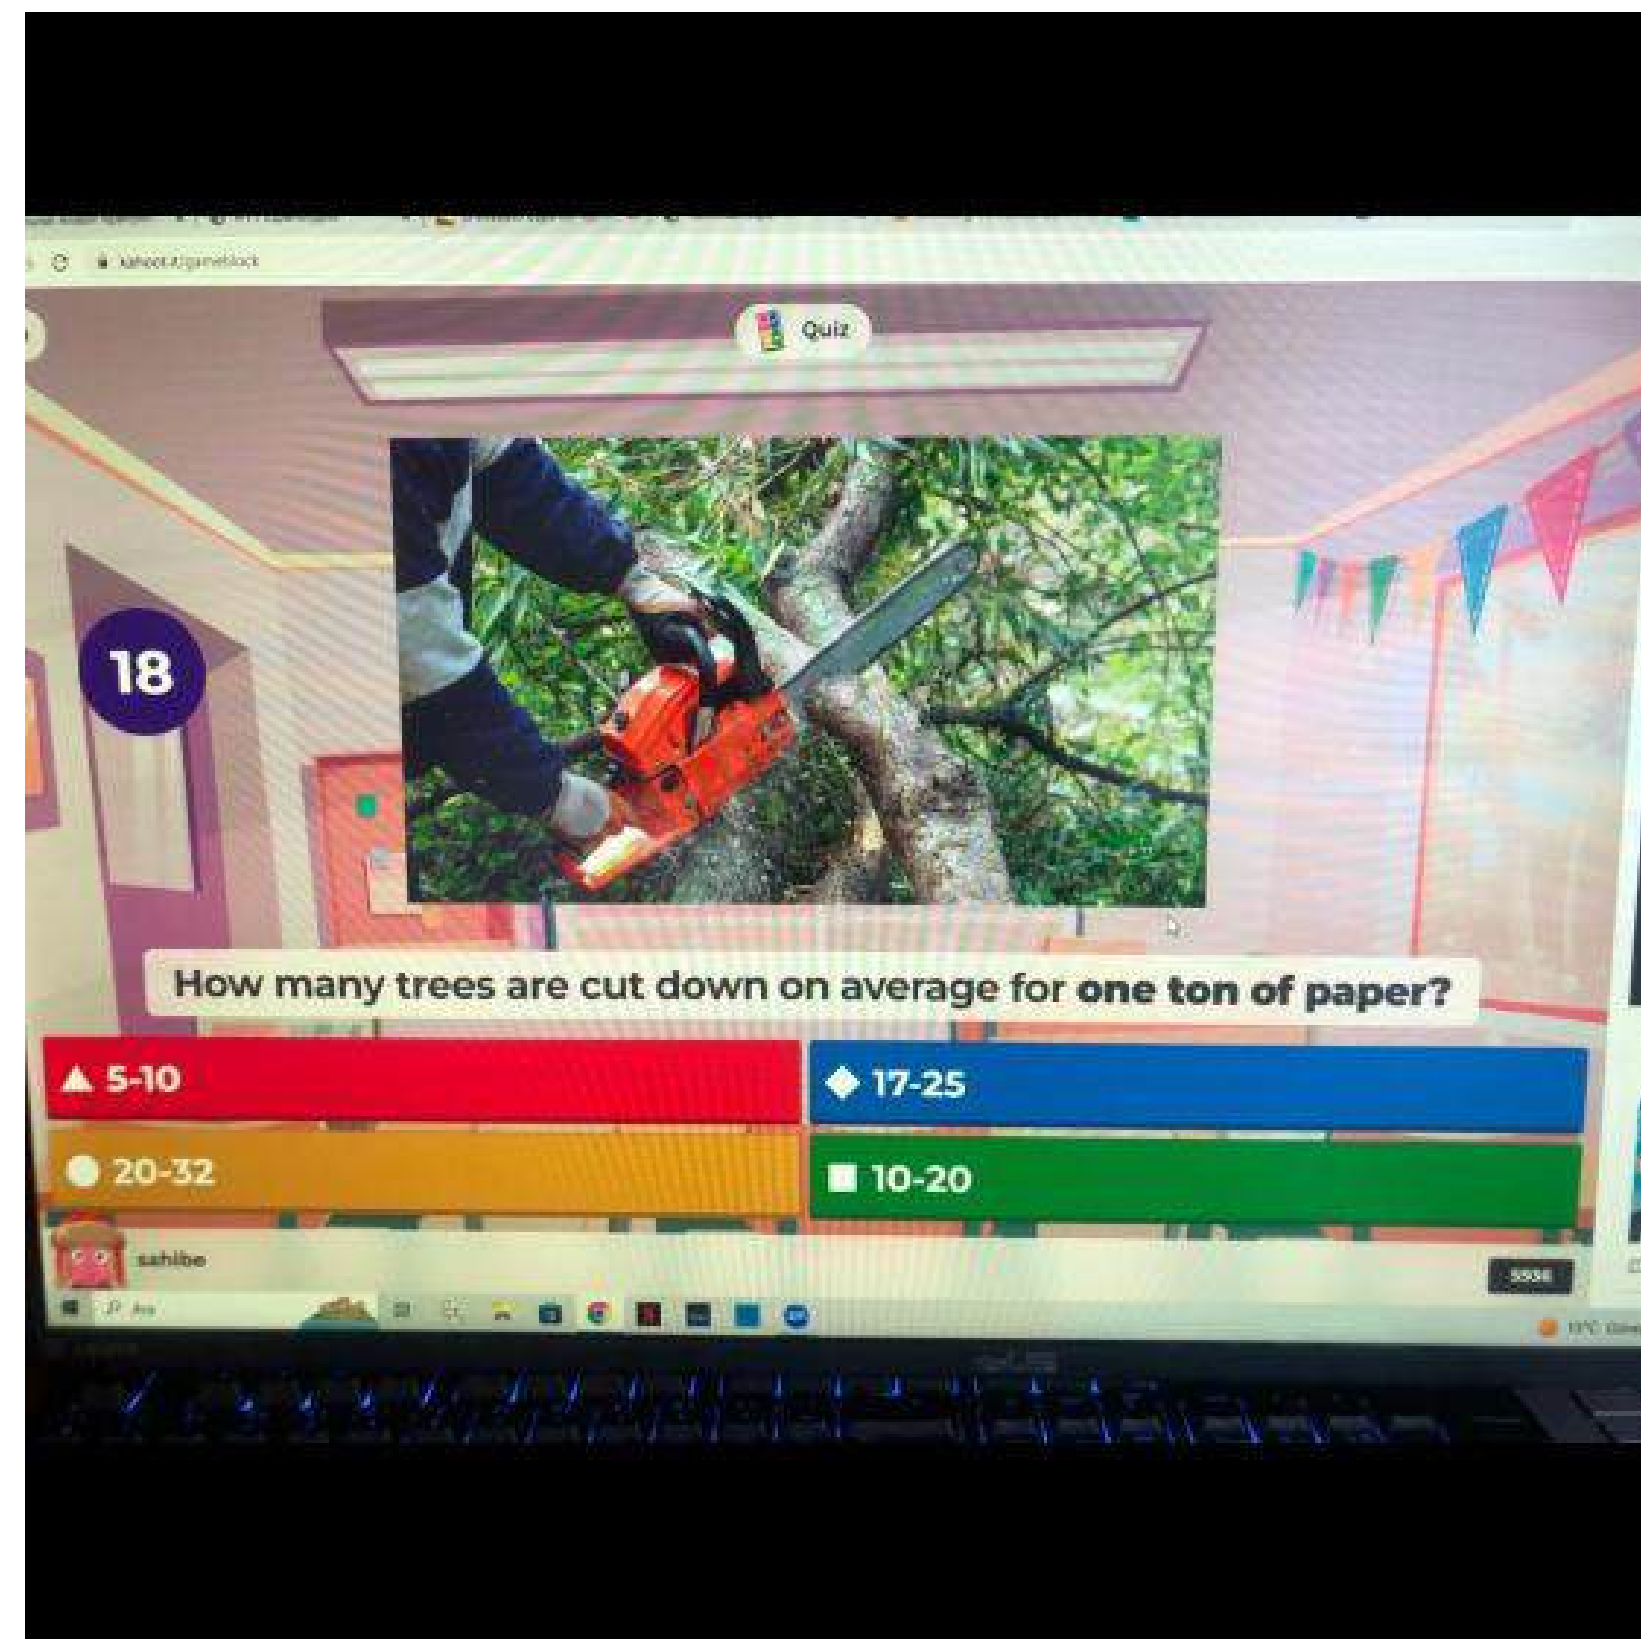 Quiz
18
How many trees are cut down on average for one ton of paper?
5-10
17-25
20-32
10-20
sahibe
Ara